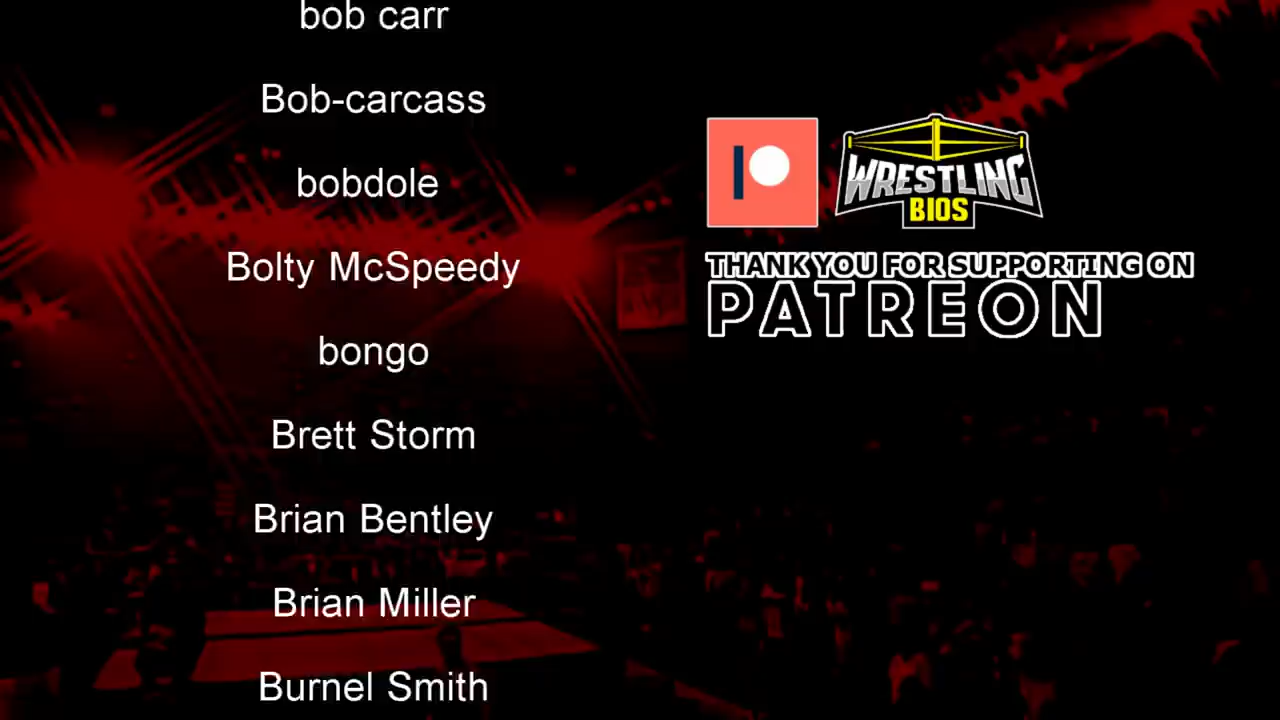 bob carr
Bob-carcass
bobdole
Bolty McSpeedy
bongo
Brett Storm
Brian Bentley
Brian Miller
Burnel Smith
WRESTLING
BIOS
THANK YOU FOR SUPPORTING ON
PATREON